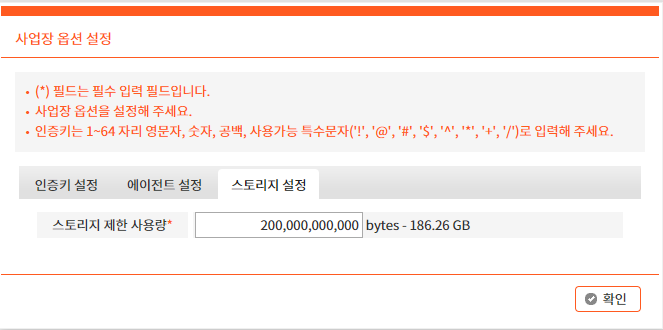 사업장 옵션 설정
• (*) 필드는 필수 입력 필드입니다.
• 사업장 옵션을 설정해 주세요.
• 인증키는 1~64 자리 영문자, 숫자, 공백, 사용가능 특수문자('!', '@', '#', '$', '^', '*', '+', '/')로 입력해 주세요.
인증키 설정 에이전트 설정 스토리지 설정
스토리지 제한 사용량* 200,000,000,000 bytes - 186.26 GB
확인